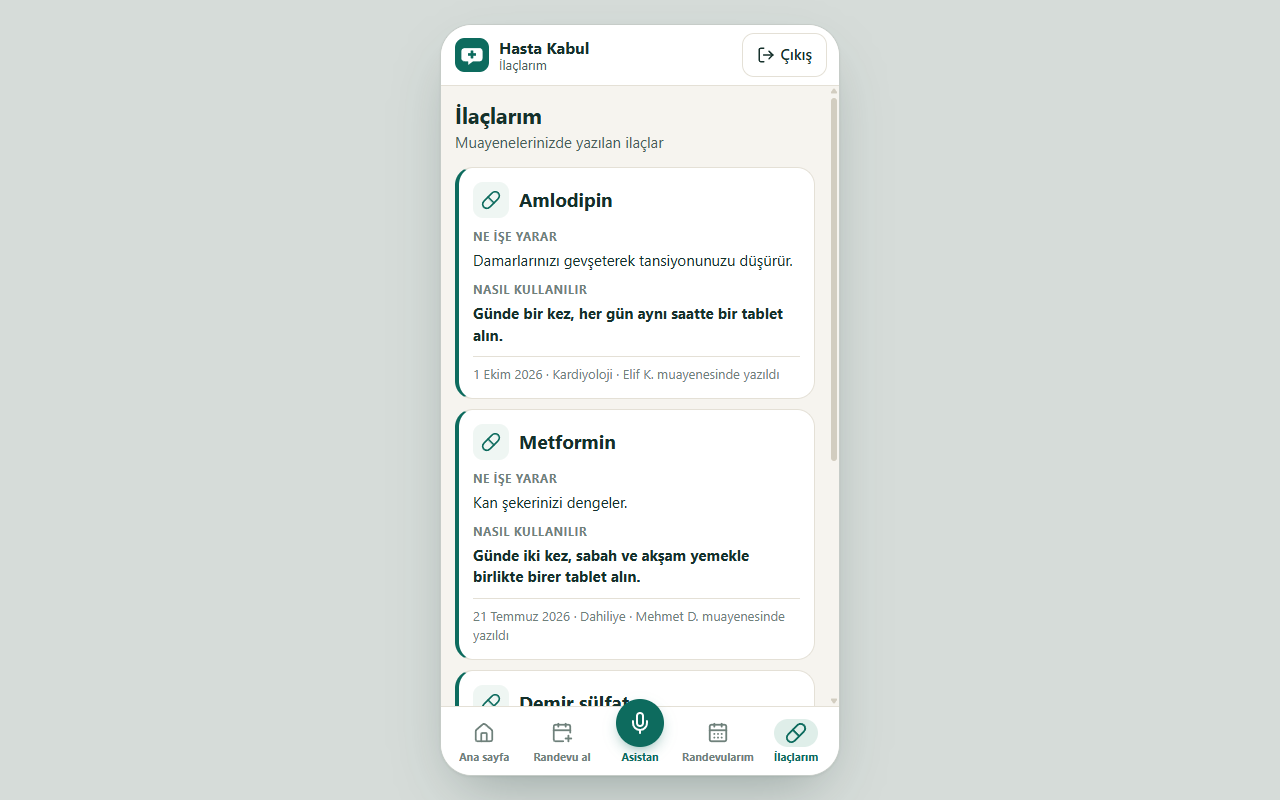 Hasta Kabul
İlaçlarım
Çıkış
İlaçlarım
Muayenelerinizde yazılan ilaçlar
Amlodipin
NE İŞE YARAR
Damarlarınızı gevşeterek tansiyonunuzu düşürür.
NASIL KULLANILIR
Günde bir kez, her gün aynı saatte bir tablet
alın.
1 Ekim 2026 · Kardiyoloji · Elif K. muayenesinde yazıldı
Metformin
NE İŞE YARAR
Kan şekerinizi dengeler.
NASIL KULLANILIR
Günde iki kez, sabah ve akşam yemekle
birlikte birer tablet alın.
21 Temmuz 2026 · Dahiliye · Mehmet D. muayenesinde
yazıldı
Demir sülfat
Ana sayfa
Randevu al
Asistan
Randevularım
İlaçlarım